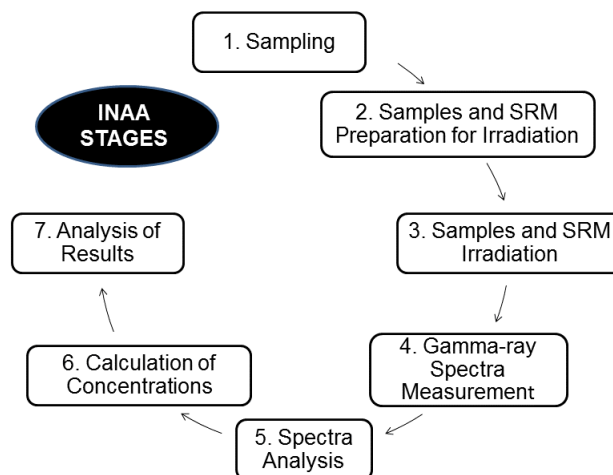 1. Sampling
INAA
STAGES
2. Samples and SRM
Preparation for Irradiation
7. Analysis of
Results
3. Samples and SRM
Irradiation
6. Calculation of
Concentrations
4. Gamma-ray
Spectra
Measurement
5. Spectra
Analysis